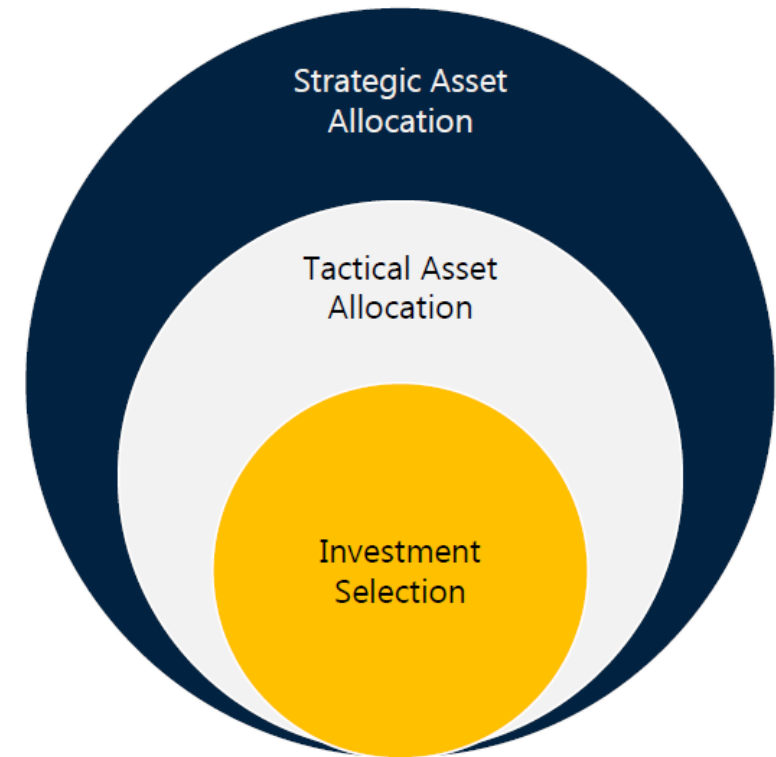 Strategic Asset
Allocation
Tactical Asset
Allocation
Investment
Selection